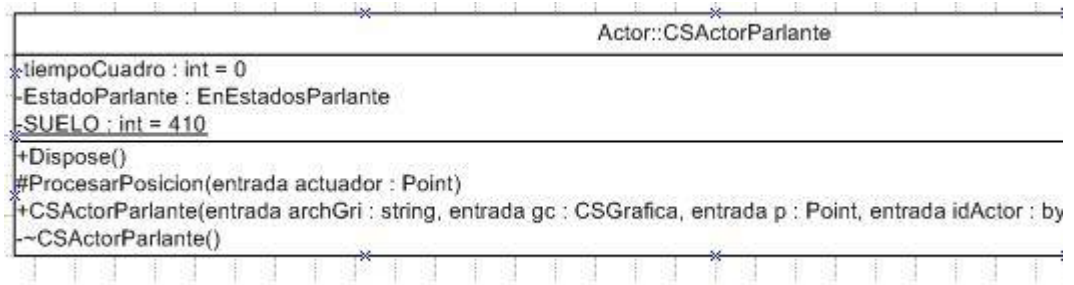 Actor::CSActorParlante
-tiempoCuadro : int = 0
-EstadoParlante : EnEstadosParlante
-SUELO : int = 410
+Dispose()
#ProcesarPosicion(entrada actuador : Point)
+CSActorParlante(entrada archGri : string, entrada gc : CSGrafica, entrada p : Point, entrada idActor : by
-~CSActorParlante()